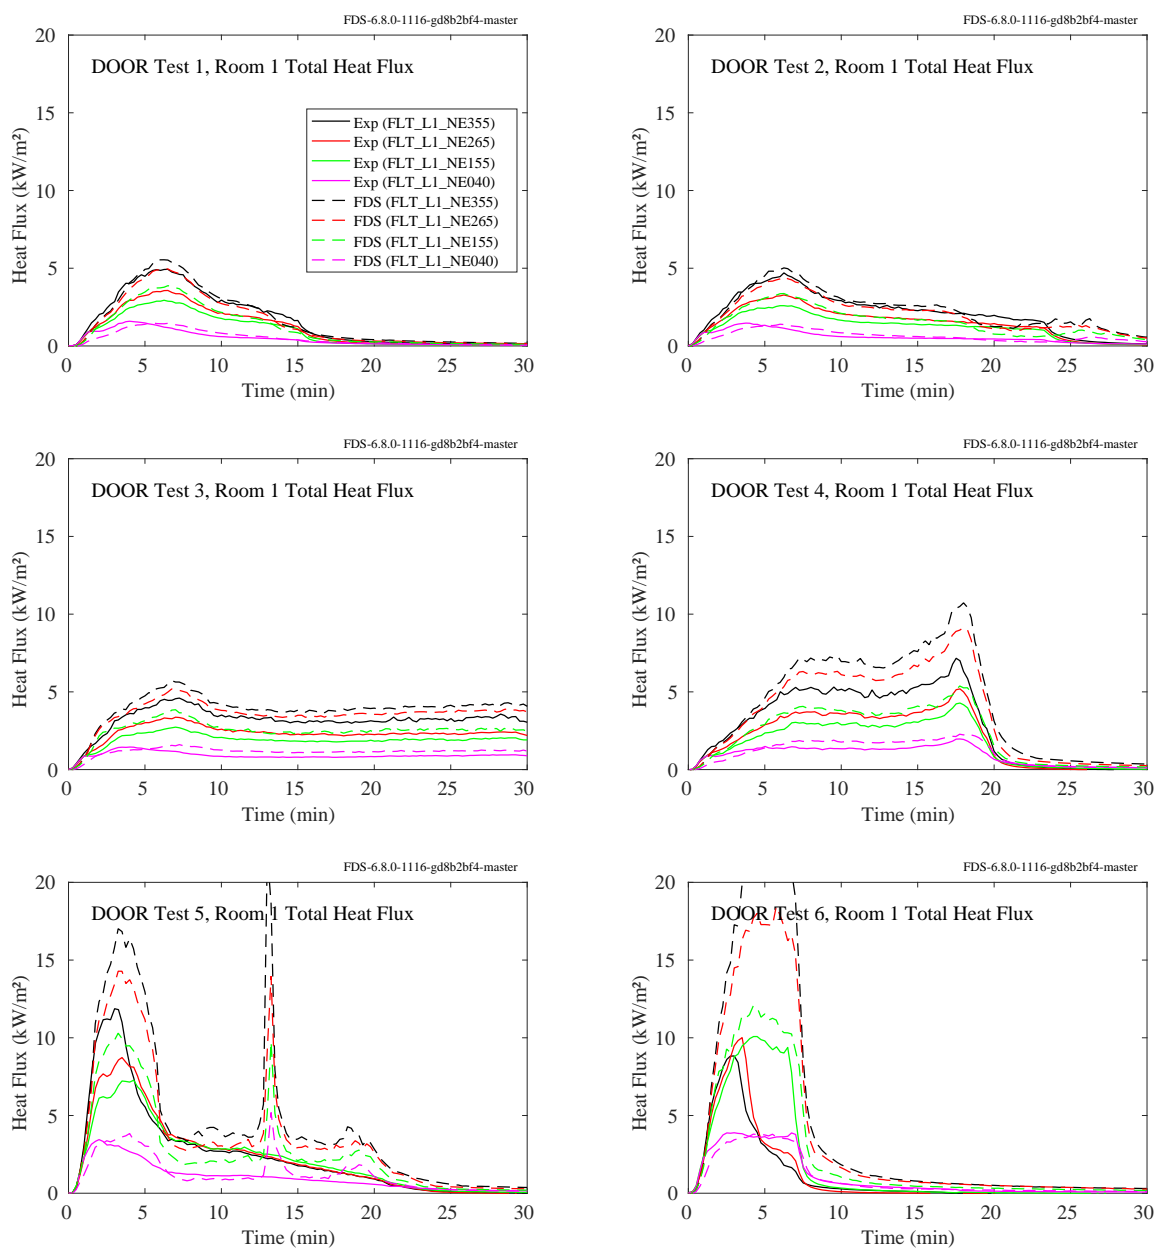 FDS-6.8.0-1116-gd8b2bf4-master
DOOR Test 1, Room 1 Total Heat Flux
Heat Flux (kW/m²)
20
15
10
5
0
Exp (FLT_L1_NE355)
Exp (FLT_L1_NE265)
Exp (FLT_L1_NE155)
Exp (FLT_L1_NE040)
FDS (FLT_L1_NE355)
FDS (FLT_L1_NE265)
FDS (FLT_L1_NE155)
FDS (FLT_L1_NE040)
0 5 10 15 20 25 30
Time (min)
FDS-6.8.0-1116-gd8b2bf4-master
DOOR Test 2, Room 1 Total Heat Flux
Heat Flux (kW/m²)
20
15
10
5
0
0 5 10 15 20 25 30
Time (min)
FDS-6.8.0-1116-gd8b2bf4-master
DOOR Test 3, Room 1 Total Heat Flux
Heat Flux (kW/m²)
20
15
10
5
0
0 5 10 15 20 25 30
Time (min)
FDS-6.8.0-1116-gd8b2bf4-master
DOOR Test 4, Room 1 Total Heat Flux
Heat Flux (kW/m²)
20
15
10
5
0
0 5 10 15 20 25 30
Time (min)
FDS-6.8.0-1116-gd8b2bf4-master
DOOR Test 5, Room 1 Total Heat Flux
Heat Flux (kW/m²)
20
15
10
5
0
0 5 10 15 20 25 30
Time (min)
FDS-6.8.0-1116-gd8b2bf4-master
DOOR Test 6, Room 1 Total Heat Flux
Heat Flux (kW/m²)
20
15
10
5
0
0 5 10 15 20 25 30
Time (min)